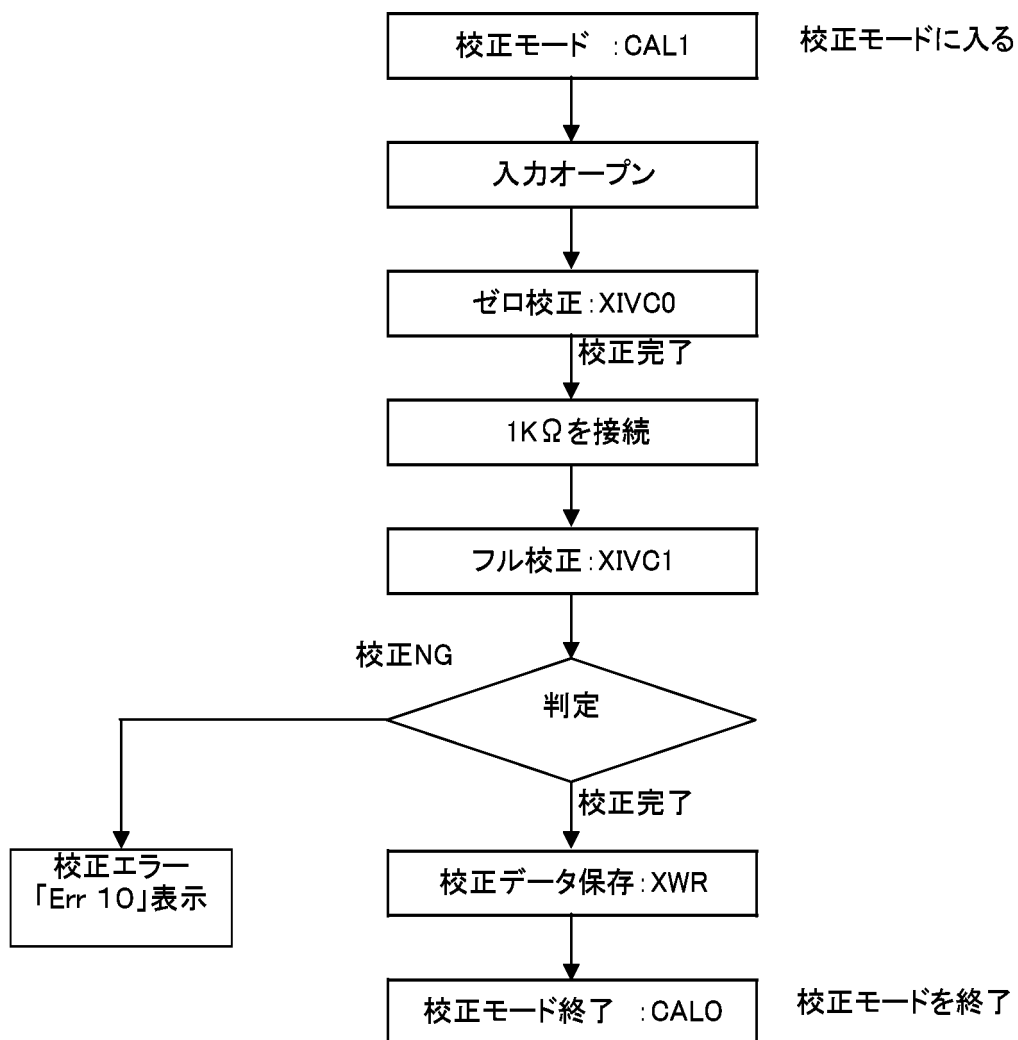 校正モード :CAL1
校正モードに入る
入力オープン
ゼロ校正:XIVC0
校正完了
1KΩを接続
フル校正:XIVC1
校正NG
判定
校正完了
校正エラー
「Err 10」表示
校正データ保存:XWR
校正モード終了 :CAL0
校正モードを終了